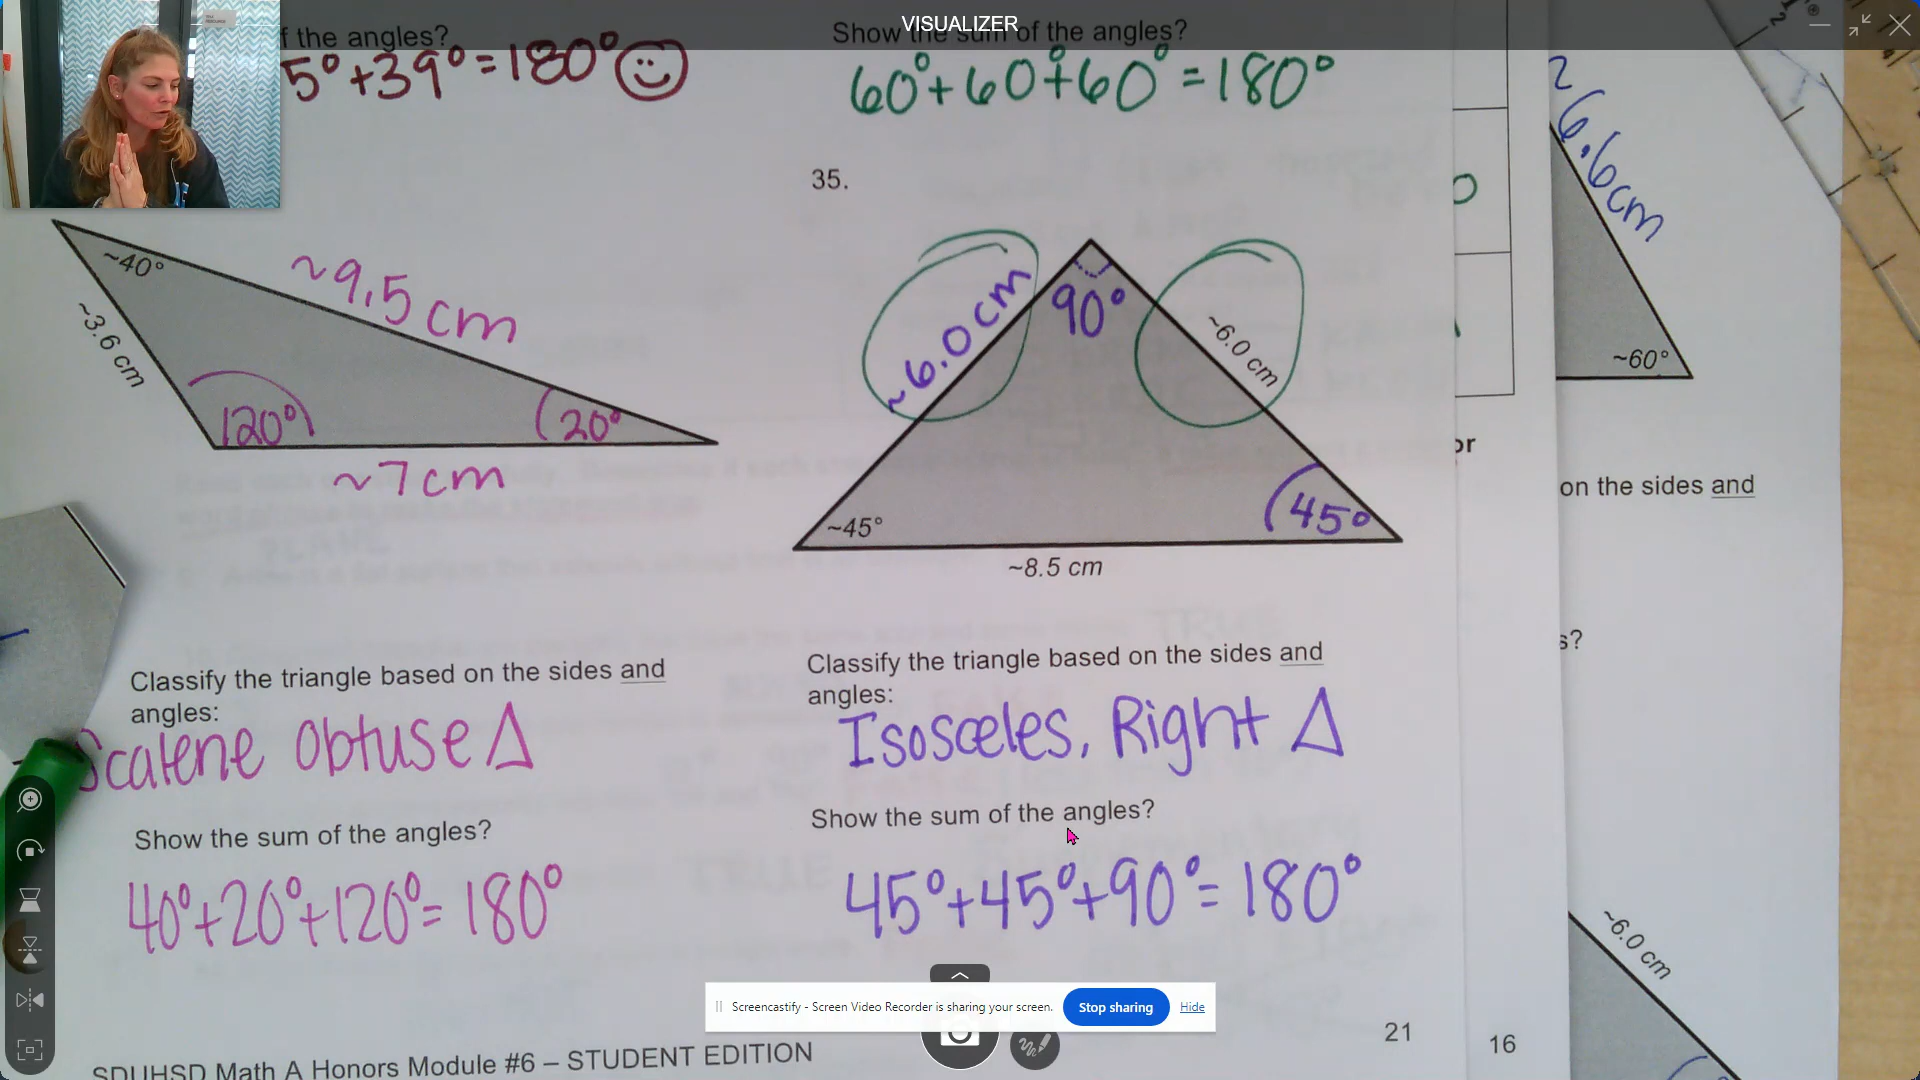 VISUALIZER
f the angles?
5°+39°=180°
Show the sum of the angles?
60°+60°+60°=180°
35.
~40°
~9.5 cm
~3.6 cm
120°
20°
~7cm
~6.0 cm
90°
~6.0 cm
~45°
45°
~8.5 cm
Classify the triangle based on the sides and
angles:
Scalene Obtuse Δ
Show the sum of the angles?
40°+20°+120°=180°
Classify the triangle based on the sides and
angles:
Isosceles, Right Δ
Show the sum of the angles?
45°+45°+90°=180°
~6.6cm
~60°
or
on the sides and
s?
~6.0 cm
Screencastify - Screen Video Recorder is sharing your screen.
Stop sharing
Hide
21
16
SDUHSD Math A Honors Module #6 – STUDENT EDITION